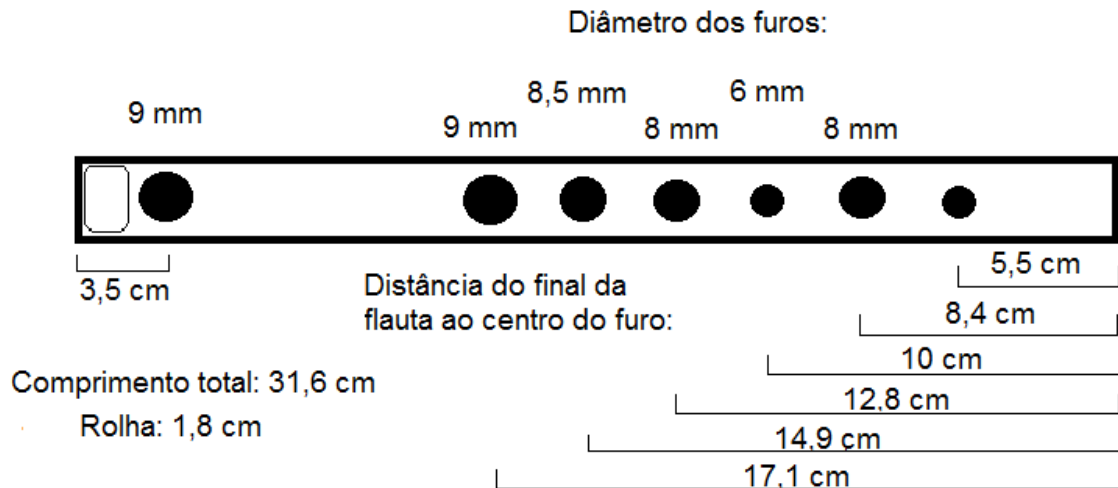 Diâmetro dos furos:
8,5 mm
6 mm
9 mm
9 mm
8 mm
8 mm
3,5 cm
Distância do final da
flauta ao centro do furo:
5,5 cm
8,4 cm
10 cm
12,8 cm
14,9 cm
17,1 cm
Comprimento total: 31,6 cm
Rolha: 1,8 cm